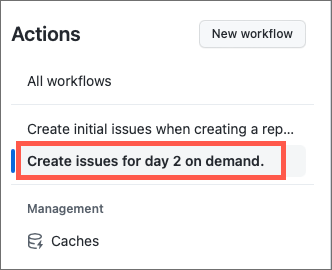 Actions
New workflow
All workflows
Create initial issues when creating a rep...
Create issues for day 2 on demand.
Management
Caches